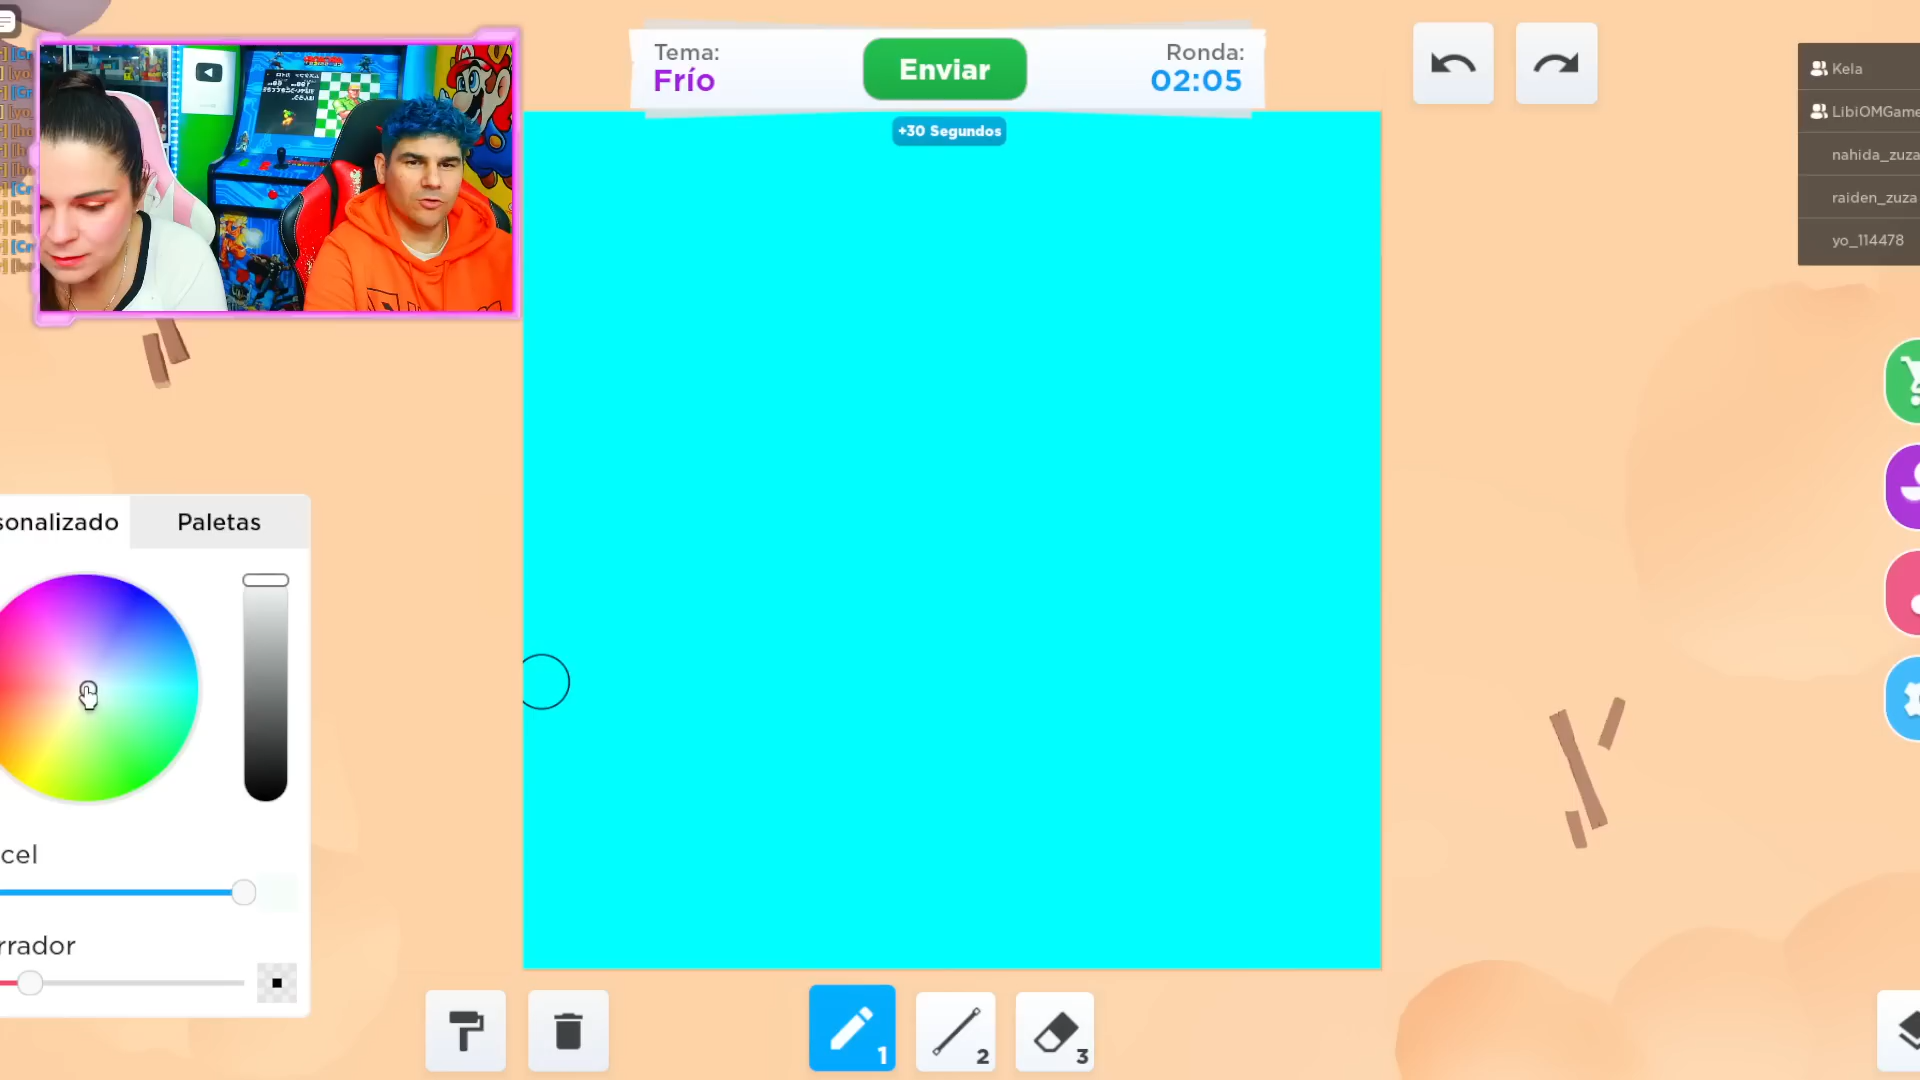 Tema:
Frío
Enviar
Ronda:
02:05
+30 Segundos
Kela
LibiOMGame
nahida_zuza
raiden_zuza
yo_114478
sonalizado
Paletas
cel
rrador
1
2
3